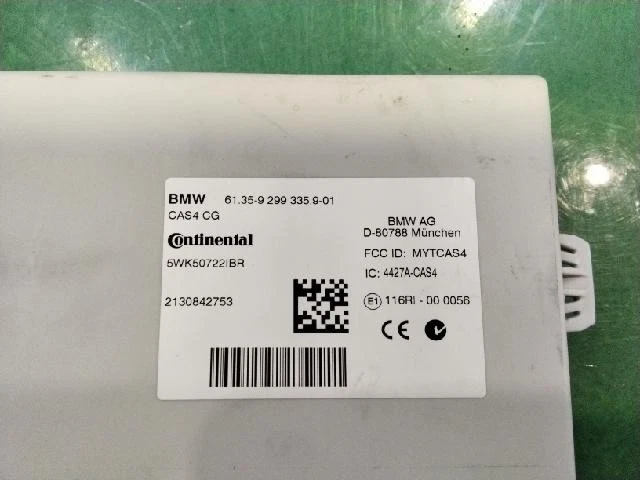 BMW 61.35-9 299 335.9-01
CAS4 CG
Continental
5WK50722IBR
2130842753
BMW AG
D-80788 München
FCC ID: MYTCAS4
IC: 4427A-CAS4
E1 116RI - 00 0056
CE